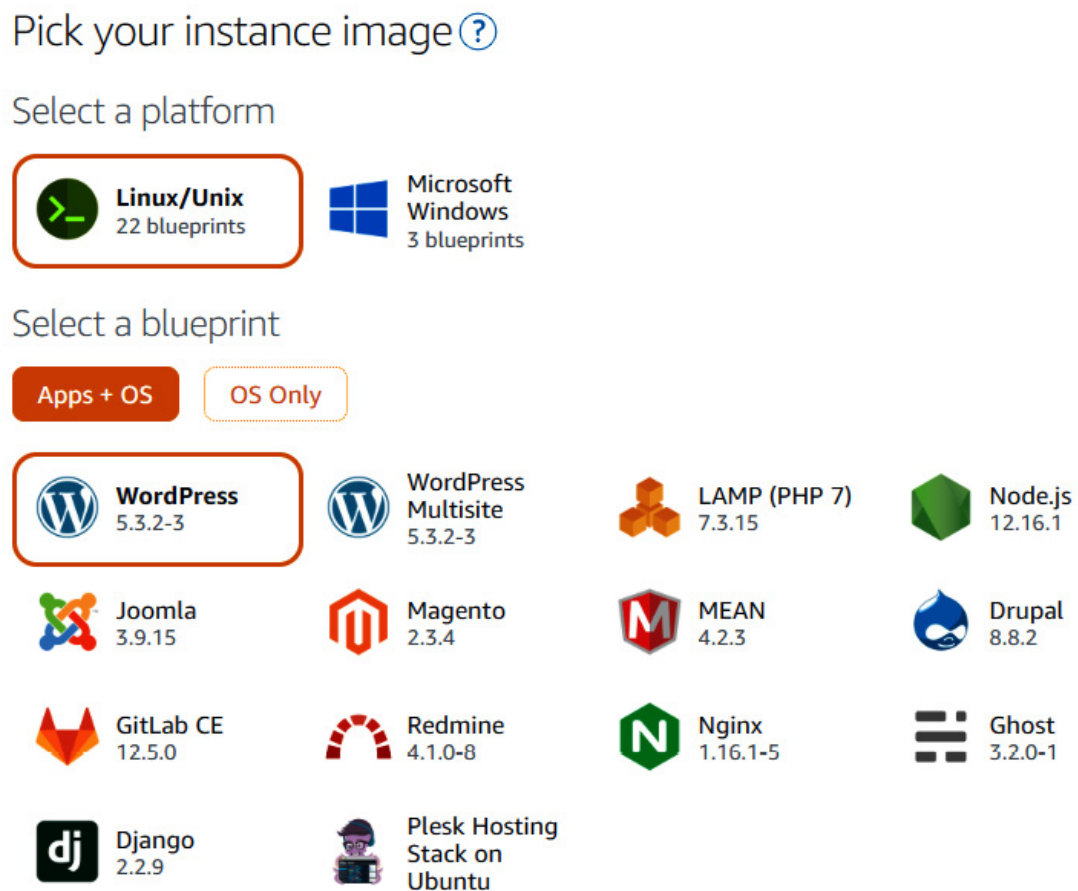 Pick your instance image ?
Select a platform
>_
Linux/Unix
22 blueprints
Microsoft
Windows
3 blueprints
Select a blueprint
Apps + OS
OS Only
WordPress
5.3.2-3
WordPress
Multisite
5.3.2-3
LAMP (PHP 7)
7.3.15
Node.js
12.16.1
Joomla
3.9.15
Magento
2.3.4
M
MEAN
4.2.3
Drupal
8.8.2
GitLab CE
12.5.0
Redmine
4.1.0-8
N
Nginx
1.16.1-5
Ghost
3.2.0-1
dj
Django
2.2.9
Plesk Hosting
Stack on
Ubuntu